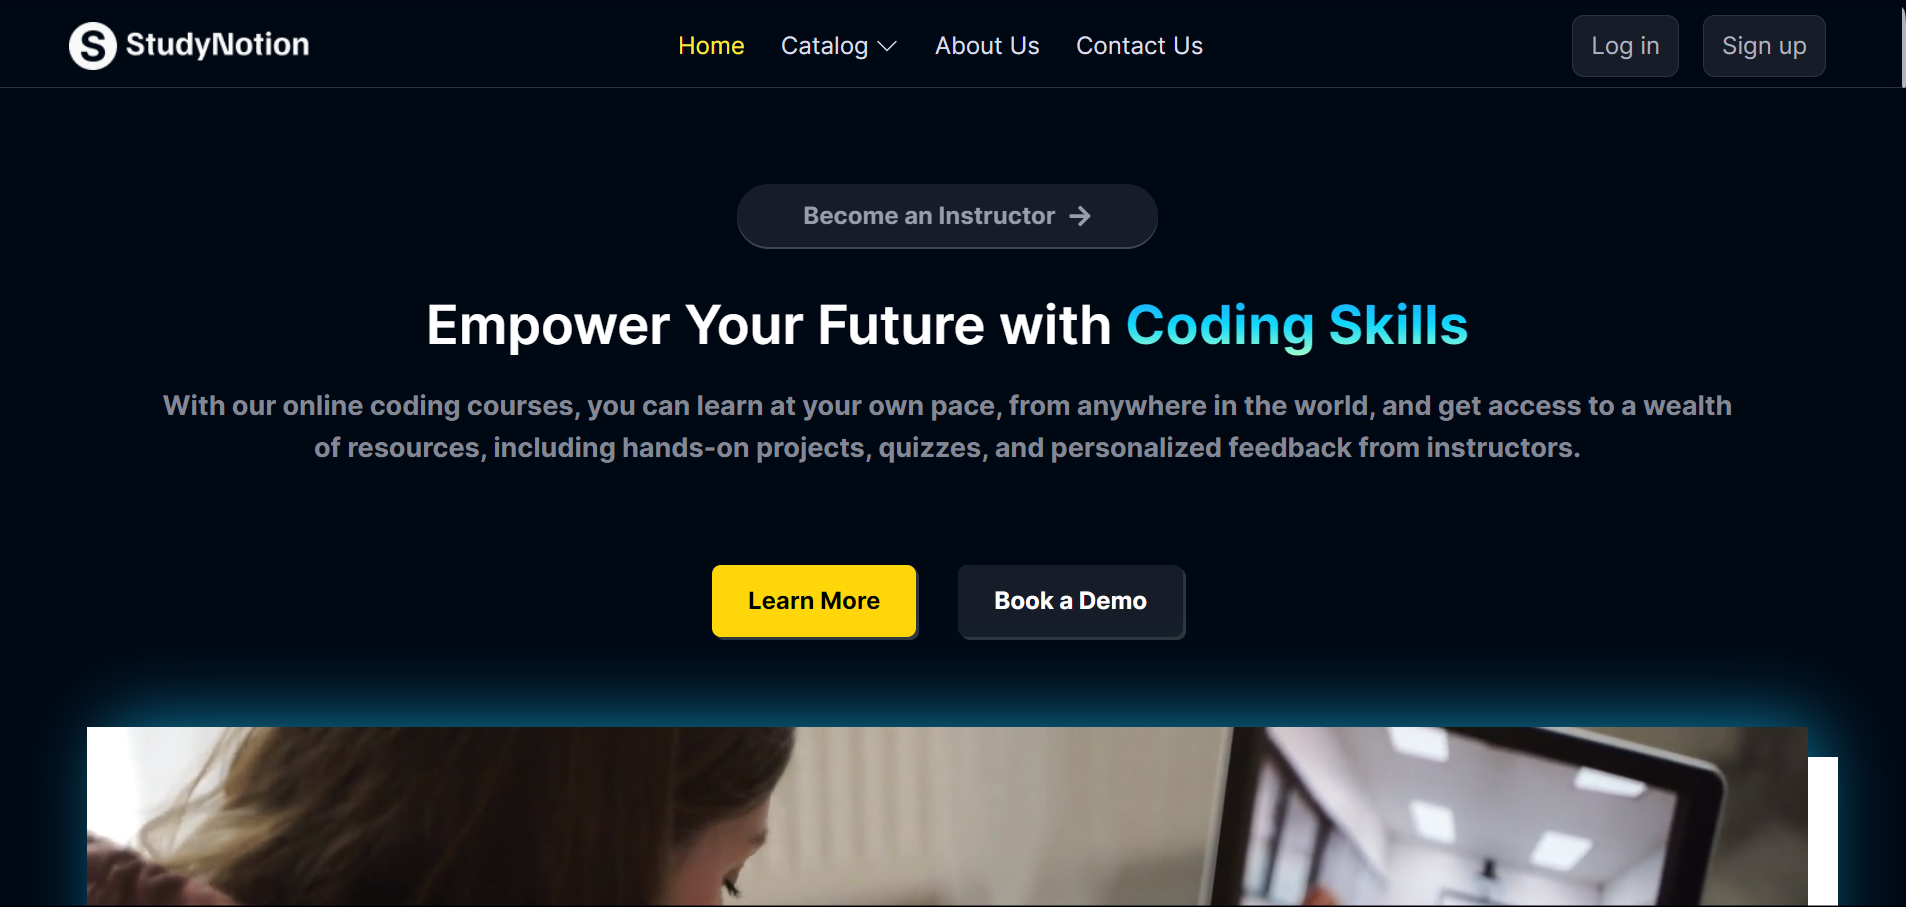 S StudyNotion
Home Catalog About Us Contact Us
Log in Sign up
Become an Instructor →
Empower Your Future with Coding Skills
With our online coding courses, you can learn at your own pace, from anywhere in the world, and get access to a wealth
of resources, including hands-on projects, quizzes, and personalized feedback from instructors.
Learn More Book a Demo